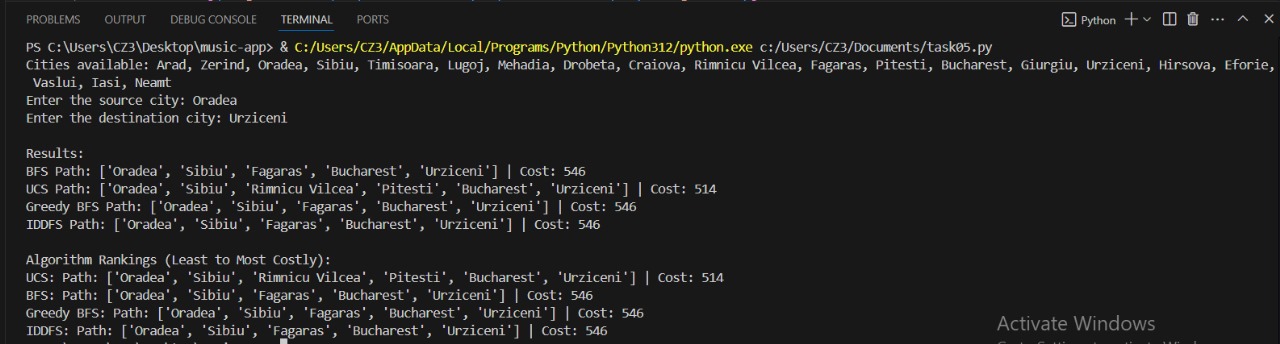 PROBLEMS OUTPUT DEBUG CONSOLE TERMINAL PORTS Python
PS C:\Users\CZ3\Desktop\music-app> & C:/Users/CZ3/AppData/Local/Programs/Python/Python312/python.exe c:/Users/CZ3/Documents/task05.py
Cities available: Arad, Zerind, Oradea, Sibiu, Timisoara, Lugoj, Mehadia, Drobeta, Craiova, Rimnicu Vilcea, Fagaras, Pitesti, Bucharest, Giurgiu, Urziceni, Hirsova, Eforie,
Vaslui, Iasi, Neamt
Enter the source city: Oradea
Enter the destination city: Urziceni
Results:
BFS Path: ['Oradea', 'Sibiu', 'Fagaras', 'Bucharest', 'Urziceni'] | Cost: 546
UCS Path: ['Oradea', 'Sibiu', 'Rimnicu Vilcea', 'Pitesti', 'Bucharest', 'Urziceni'] | Cost: 514
Greedy BFS Path: ['Oradea', 'Sibiu', 'Fagaras', 'Bucharest', 'Urziceni'] | Cost: 546
IDDFS Path: ['Oradea', 'Sibiu', 'Fagaras', 'Bucharest', 'Urziceni'] | Cost: 546
Algorithm Rankings (Least to Most Costly):
UCS: Path: ['Oradea', 'Sibiu', 'Rimnicu Vilcea', 'Pitesti', 'Bucharest', 'Urziceni'] | Cost: 514
BFS: Path: ['Oradea', 'Sibiu', 'Fagaras', 'Bucharest', 'Urziceni'] | Cost: 546
Greedy BFS: Path: ['Oradea', 'Sibiu', 'Fagaras', 'Bucharest', 'Urziceni'] | Cost: 546
IDDFS: Path: ['Oradea', 'Sibiu', 'Fagaras', 'Bucharest', 'Urziceni'] | Cost: 546
Activate Windows